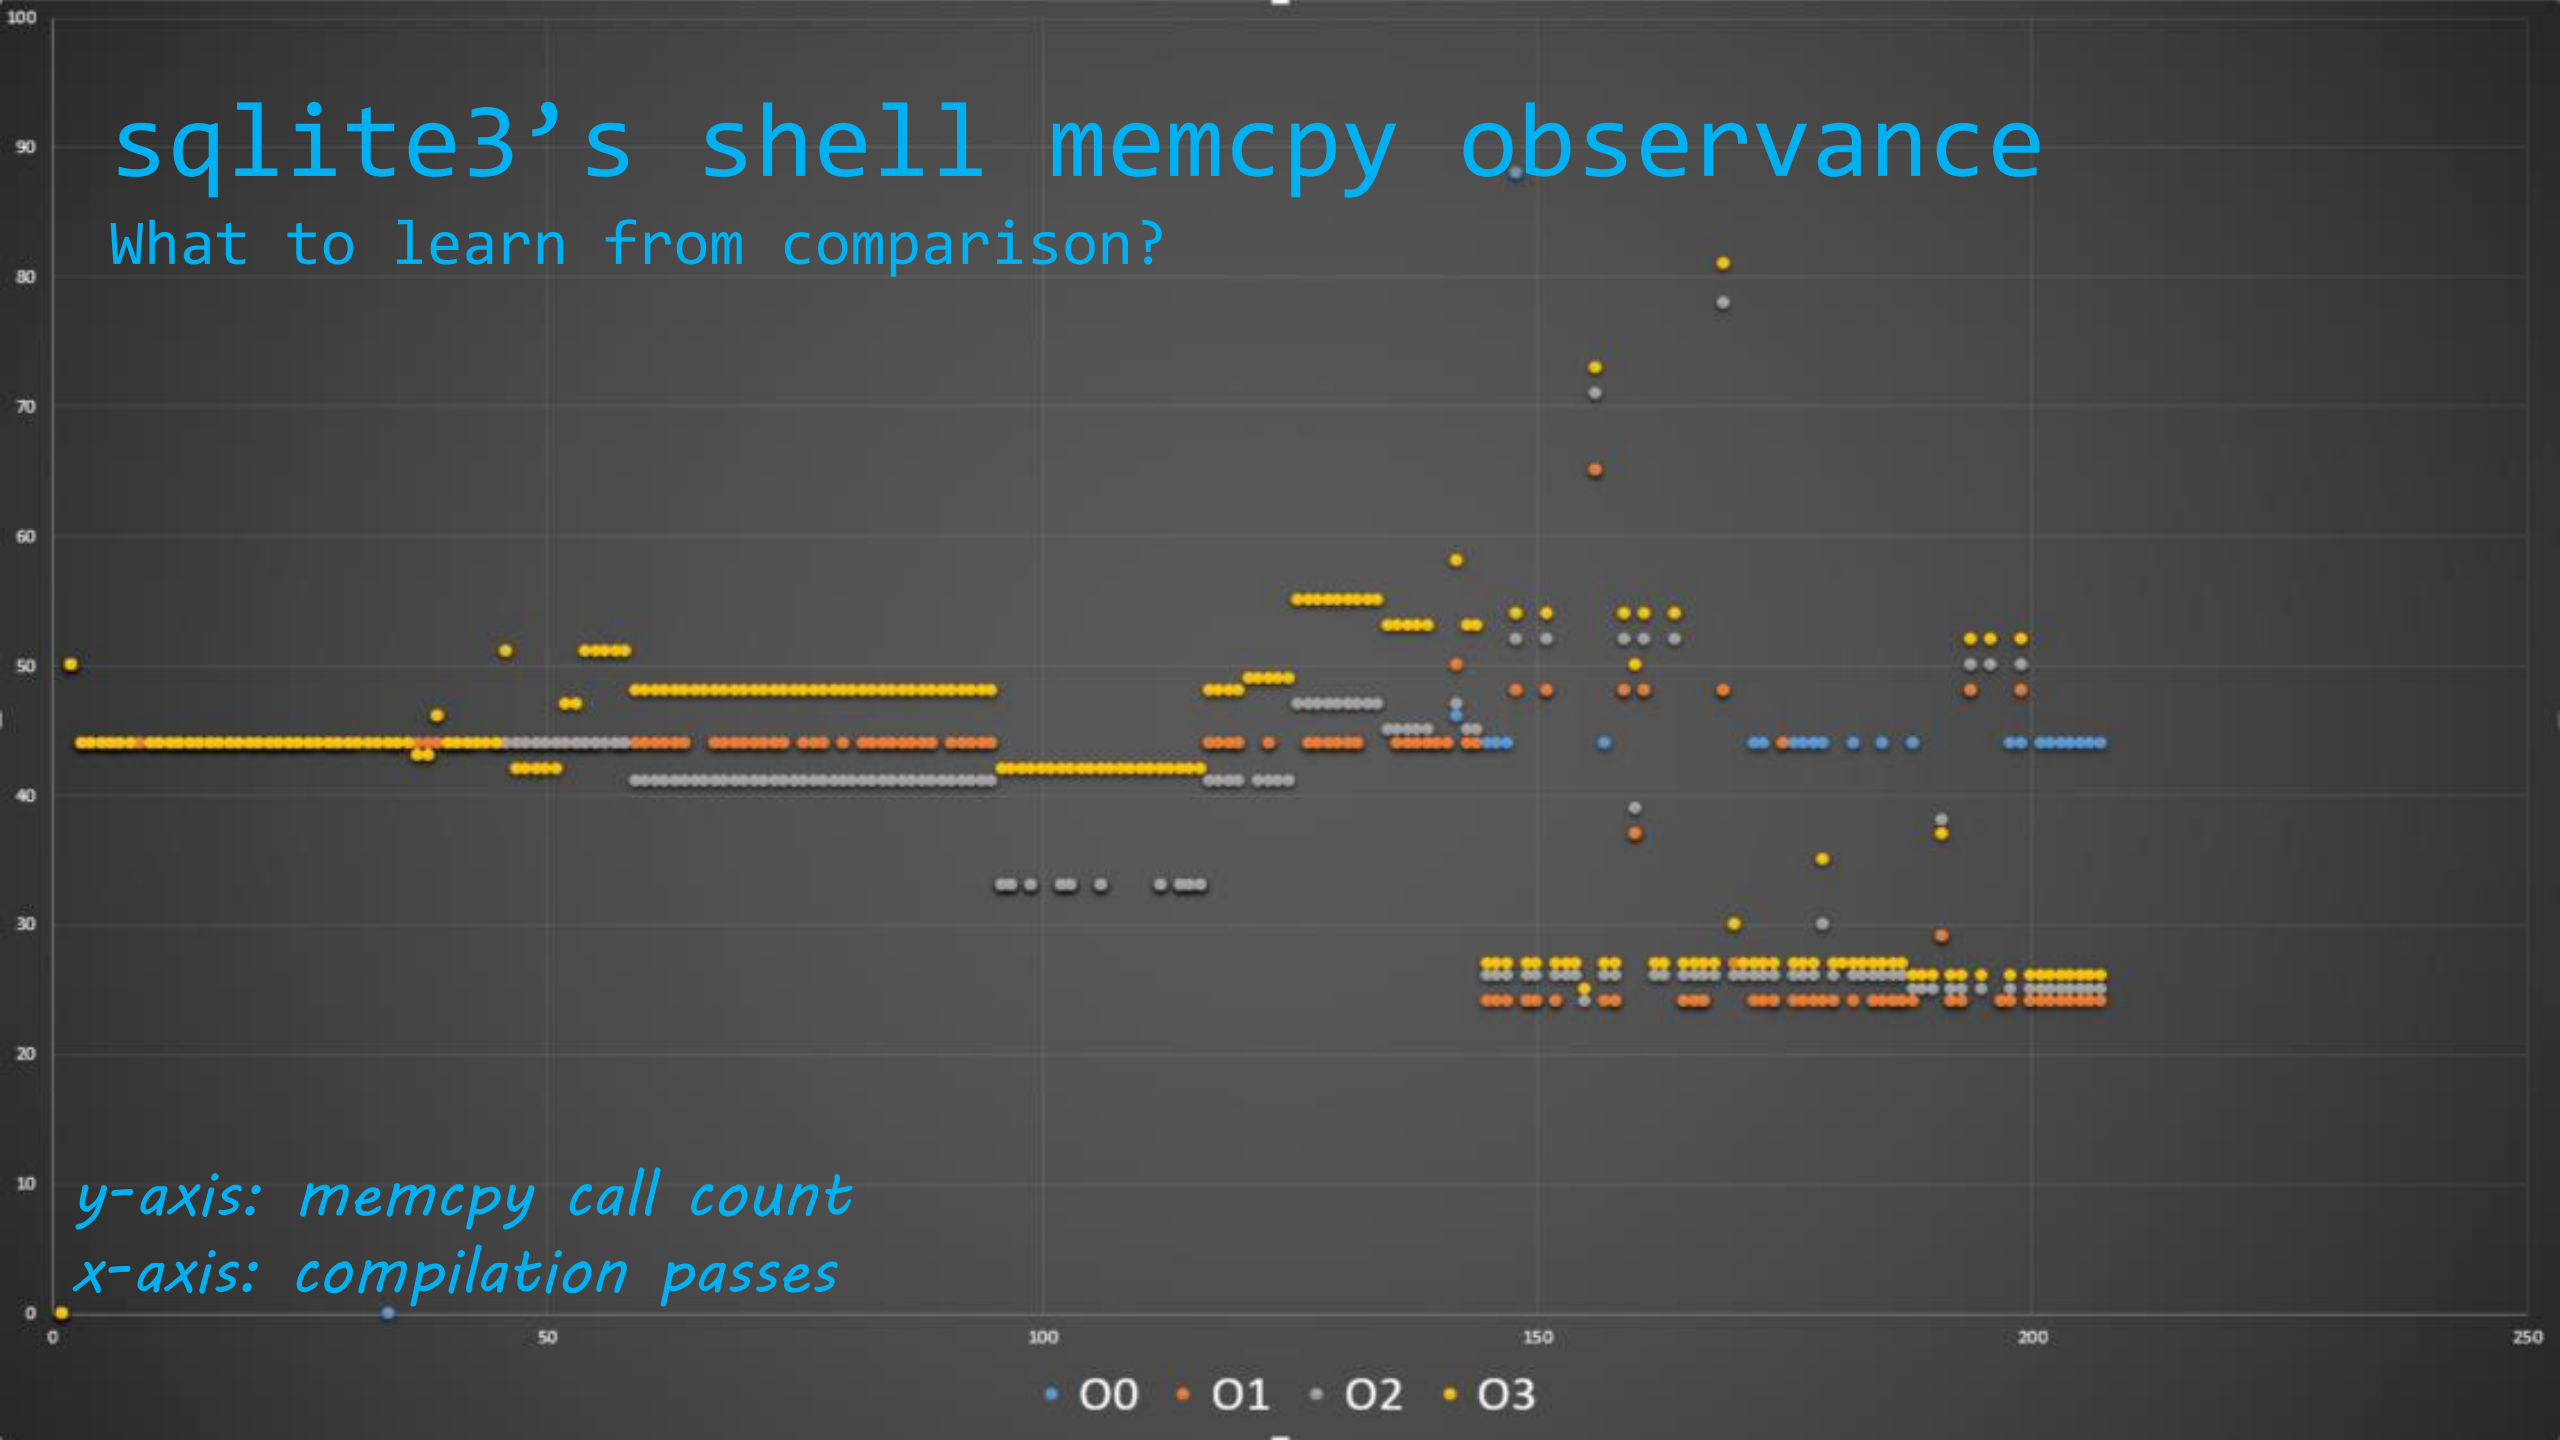 100
sqlite3’s shell memcpy observance
90
What to learn from comparison?
80
70
60
50
40
30
20
10
y-axis: memcpy call count
x-axis: compilation passes
0
0 50 100 150 200 250
O0 O1 O2 O3